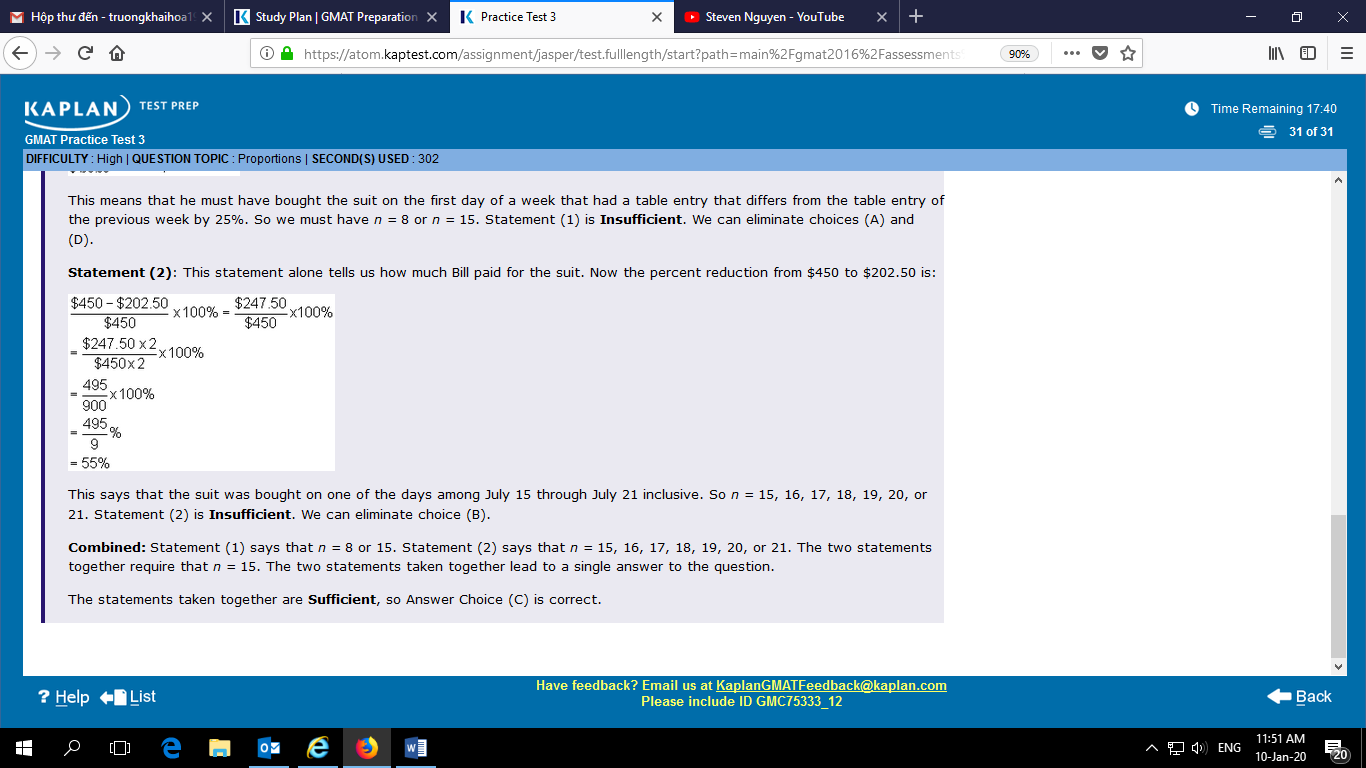 Hộp thư đến - truongkhaihoa1
Study Plan | GMAT Preparation
Practice Test 3
Steven Nguyen - YouTube
https://atom.kaptest.com/assignment/jasper/test.fulllength/start?path=main%2Fgmat2016%2Fassessments
90%
KAPLAN TEST PREP
Time Remaining 17:40
GMAT Practice Test 3
31 of 31
DIFFICULTY : High | QUESTION TOPIC : Proportions | SECOND(S) USED : 302
This means that he must have bought the suit on the first day of a week that had a table entry that differs from the table entry of
the previous week by 25%. So we must have n = 8 or n = 15. Statement (1) is Insufficient. We can eliminate choices (A) and
(D).
Statement (2): This statement alone tells us how much Bill paid for the suit. Now the percent reduction from $450 to $202.50 is:
$450 – $202.50
$450
x100% =
$247.50
$450
x100%
=
$247.50 x2
$450x2
x100%
=
495
900
x100%
=
495
9
%
= 55%
This says that the suit was bought on one of the days among July 15 through July 21 inclusive. So n = 15, 16, 17, 18, 19, 20, or
21. Statement (2) is Insufficient. We can eliminate choice (B).
Combined: Statement (1) says that n = 8 or 15. Statement (2) says that n = 15, 16, 17, 18, 19, 20, or 21. The two statements
together require that n = 15. The two statements taken together lead to a single answer to the question.
The statements taken together are Sufficient, so Answer Choice (C) is correct.
? Help
List
Have feedback? Email us at KaplanGMATFeedback@kaplan.com
Please include ID GMC75333_12
Back
ENG
11:51 AM
10-Jan-20
20